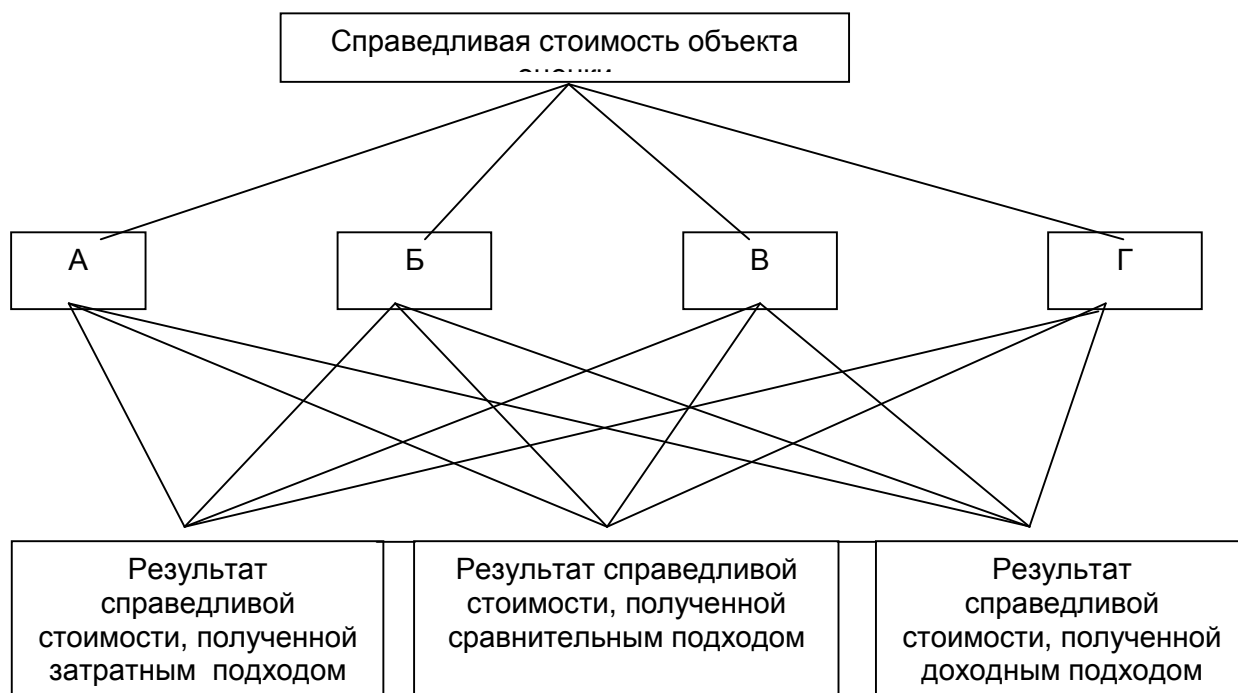 Справедливая стоимость объекта
оценки
А
Б
В
Г
Результат
справедливой
стоимости, полученной
затратным подходом
Результат справедливой
стоимости, полученной
сравнительным подходом
Результат
справедливой
стоимости, полученной
доходным подходом